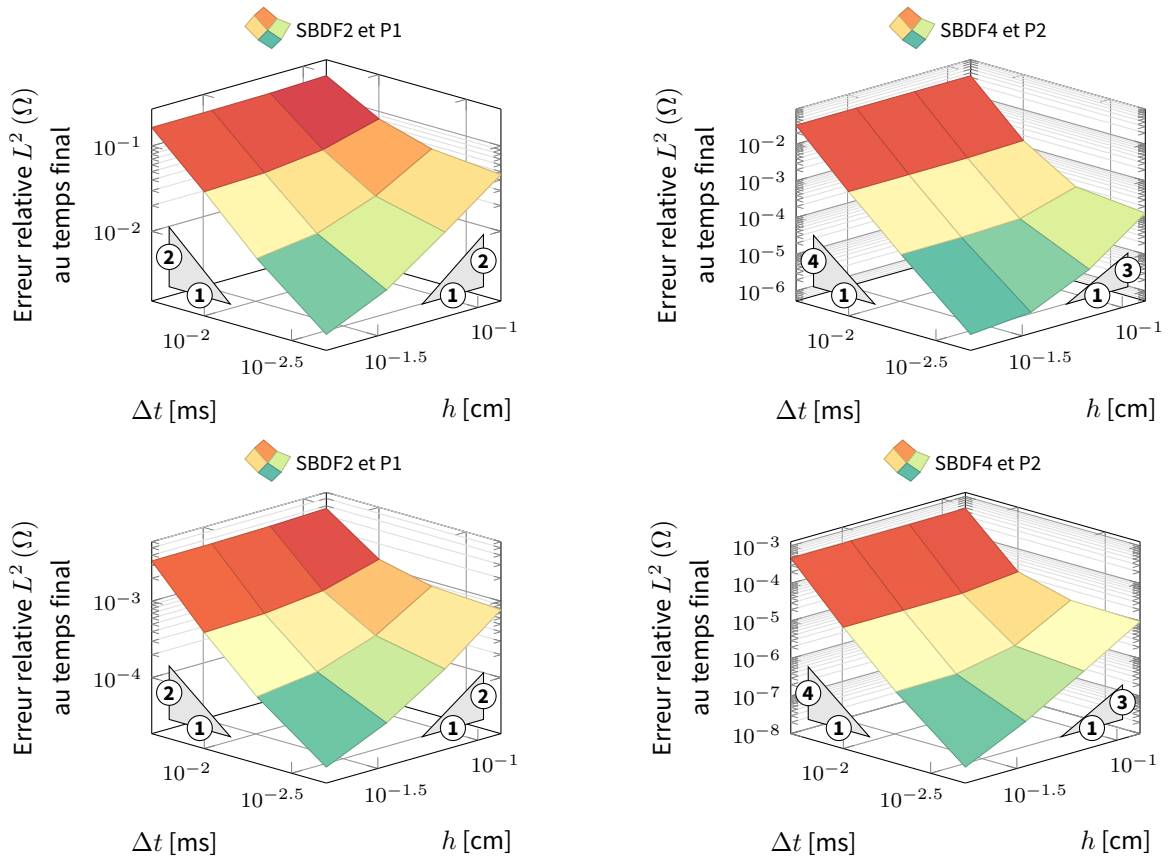 SBDF2 et P1
Erreur relative L² (Ω)
au temps final
10⁻¹
10⁻²
2
1
2
1
10⁻²
10⁻²·⁵
10⁻¹·⁵
10⁻¹
Δt [ms]
h [cm]
SBDF4 et P2
Erreur relative L² (Ω)
au temps final
10⁻²
10⁻³
10⁻⁴
10⁻⁵
10⁻⁶
4
1
3
1
10⁻²
10⁻²·⁵
10⁻¹·⁵
10⁻¹
Δt [ms]
h [cm]
SBDF2 et P1
Erreur relative L² (Ω)
au temps final
10⁻³
10⁻⁴
2
1
2
1
10⁻²
10⁻²·⁵
10⁻¹·⁵
10⁻¹
Δt [ms]
h [cm]
SBDF4 et P2
Erreur relative L² (Ω)
au temps final
10⁻³
10⁻⁴
10⁻⁵
10⁻⁶
10⁻⁷
10⁻⁸
4
1
3
1
10⁻²
10⁻²·⁵
10⁻¹·⁵
10⁻¹
Δt [ms]
h [cm]